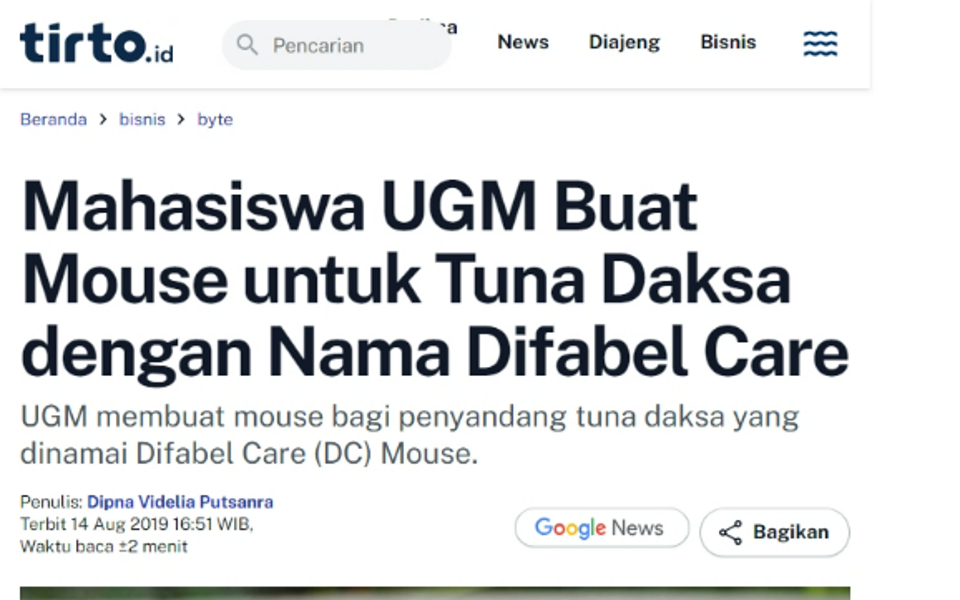 tirto.id
Pencarian
News
Diajeng
Bisnis
Beranda > bisnis > byte
Mahasiswa UGM Buat
Mouse untuk Tuna Daksa
dengan Nama Difabel Care
UGM membuat mouse bagi penyandang tuna daksa yang
dinamai Difabel Care (DC) Mouse.
Penulis: Dipna Videlia Putsanra
Terbit 14 Aug 2019 16:51 WIB,
Waktu baca ±2 menit
Google News
Bagikan